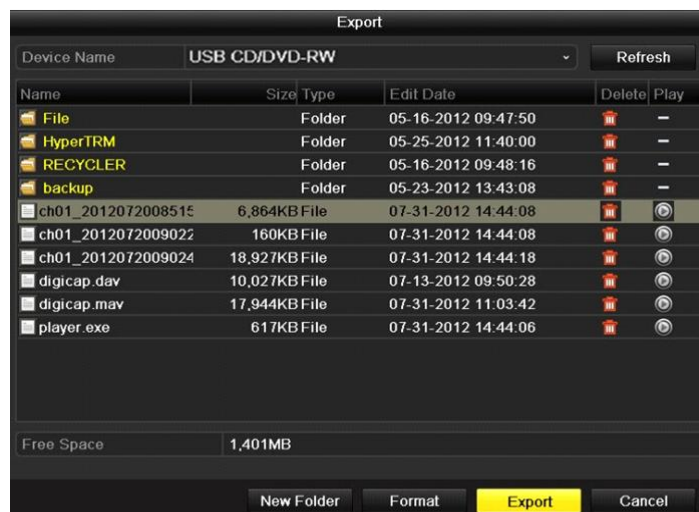 Export
Device Name USB CD/DVD-RW Refresh
Name Size Type Edit Date Delete Play
File Folder 05-16-2012 09:47:50 –
HyperTRM Folder 05-25-2012 11:40:00 –
RECYCLER Folder 05-16-2012 09:48:16 –
backup Folder 05-23-2012 13:43:08 –
ch01_2012072008515 6,864KB File 07-31-2012 14:44:08
ch01_2012072009022 160KB File 07-31-2012 14:44:08
ch01_2012072009024 18,927KB File 07-31-2012 14:44:18
digicap.dav 10,027KB File 07-13-2012 09:50:28
digicap.mav 17,944KB File 07-31-2012 11:03:42
player.exe 617KB File 07-31-2012 14:44:06
Free Space 1,401MB
New Folder Format Export Cancel